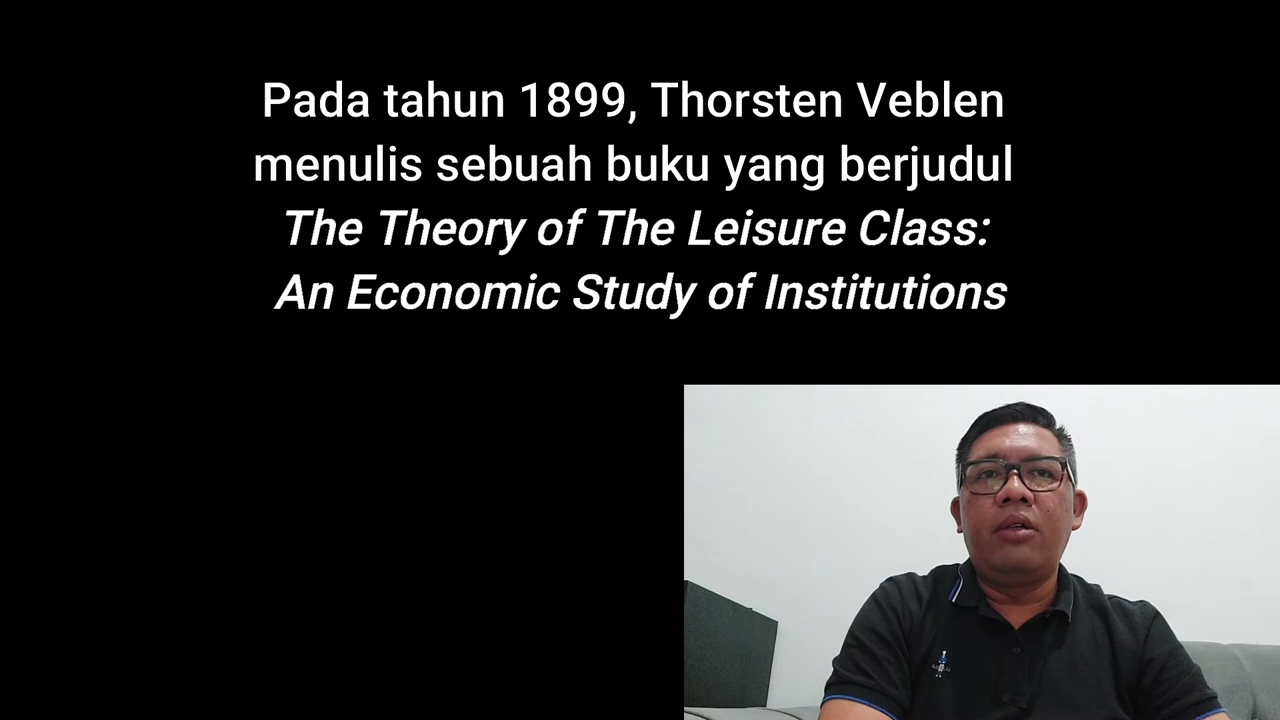 Pada tahun 1899, Thorsten Veblen
menulis sebuah buku yang berjudul
The Theory of The Leisure Class:
An Economic Study of Institutions